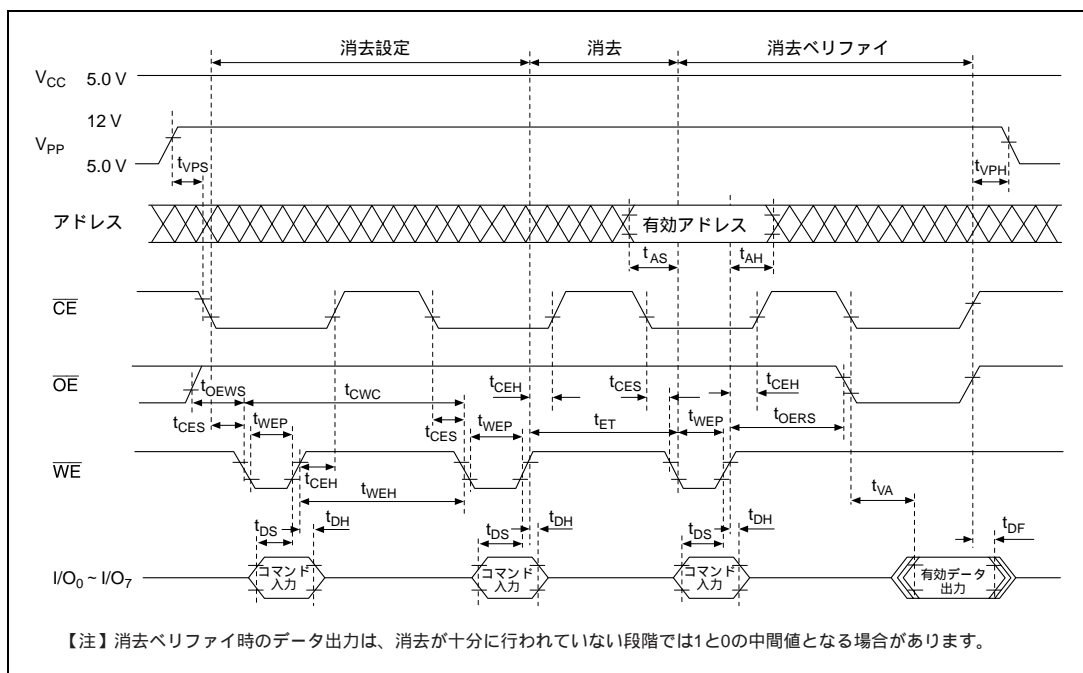 消去設定 消去 消去ベリファイ
VCC 5.0 V
12 V
VPP
5.0 V
tVPS tVPH
アドレス 有効アドレス
tAS tAH
CE
OE
tOEWS tCWC tCEH tCES tCEH
tCES tWEP tCES tWEP tET tWEP tOERS
WE
tCEH
tWEH tVA
tDS tDH tDS tDH tDS tDH tDF
I/O0 ~ I/O7 コマンド入力 コマンド入力 コマンド入力 有効データ出力
【注】消去ベリファイ時のデータ出力は、消去が十分に行われていない段階では1と0の中間値となる場合があります。